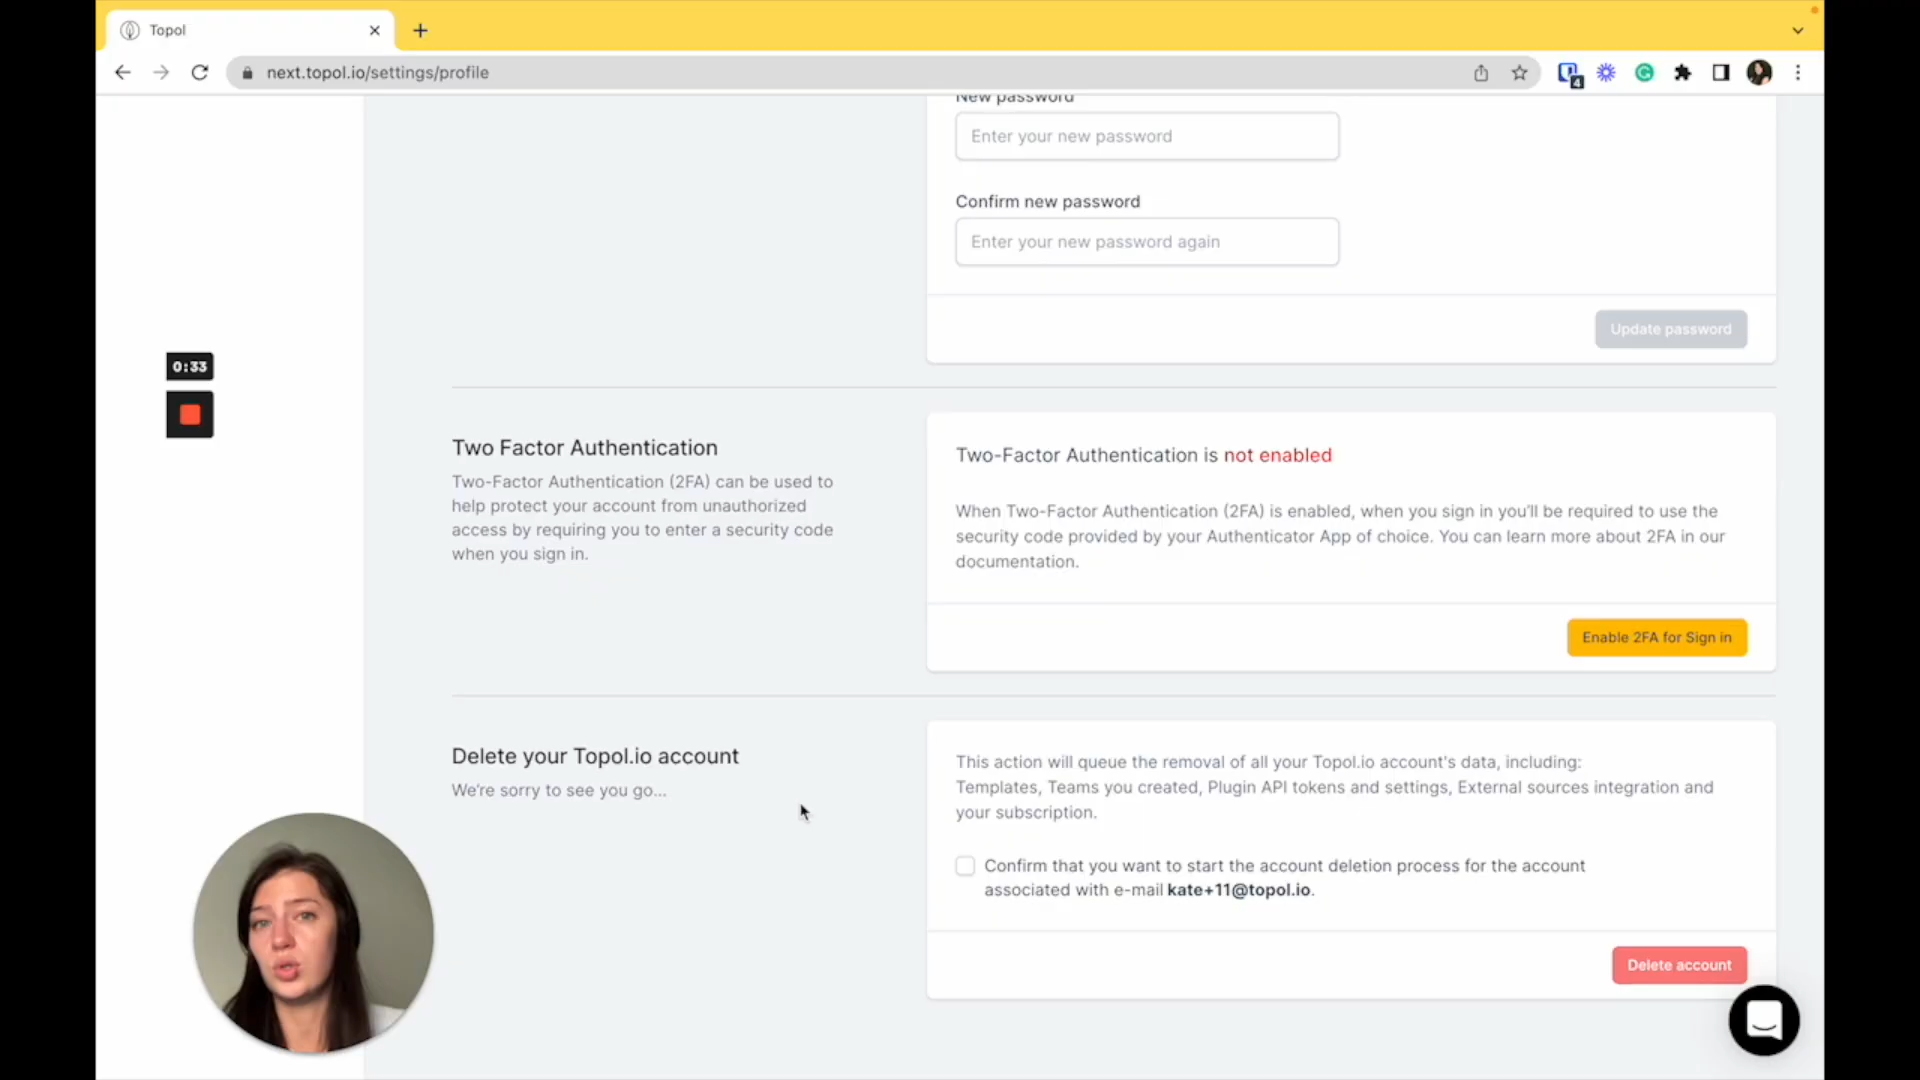 Topol
next.topol.io/settings/profile
4
New password
Enter your new password
Confirm new password
Enter your new password again
Update password
0:33
Two Factor Authentication
Two-Factor Authentication (2FA) can be used to
help protect your account from unauthorized
access by requiring you to enter a security code
when you sign in.
Two-Factor Authentication is not enabled
When Two-Factor Authentication (2FA) is enabled, when you sign in you'll be required to use the
security code provided by your Authenticator App of choice. You can learn more about 2FA in our
documentation.
Enable 2FA for Sign in
Delete your Topol.io account
We're sorry to see you go...
This action will queue the removal of all your Topol.io account's data, including:
Templates, Teams you created, Plugin API tokens and settings, External sources integration and
your subscription.
Confirm that you want to start the account deletion process for the account
associated with e-mail kate+11@topol.io.
Delete account